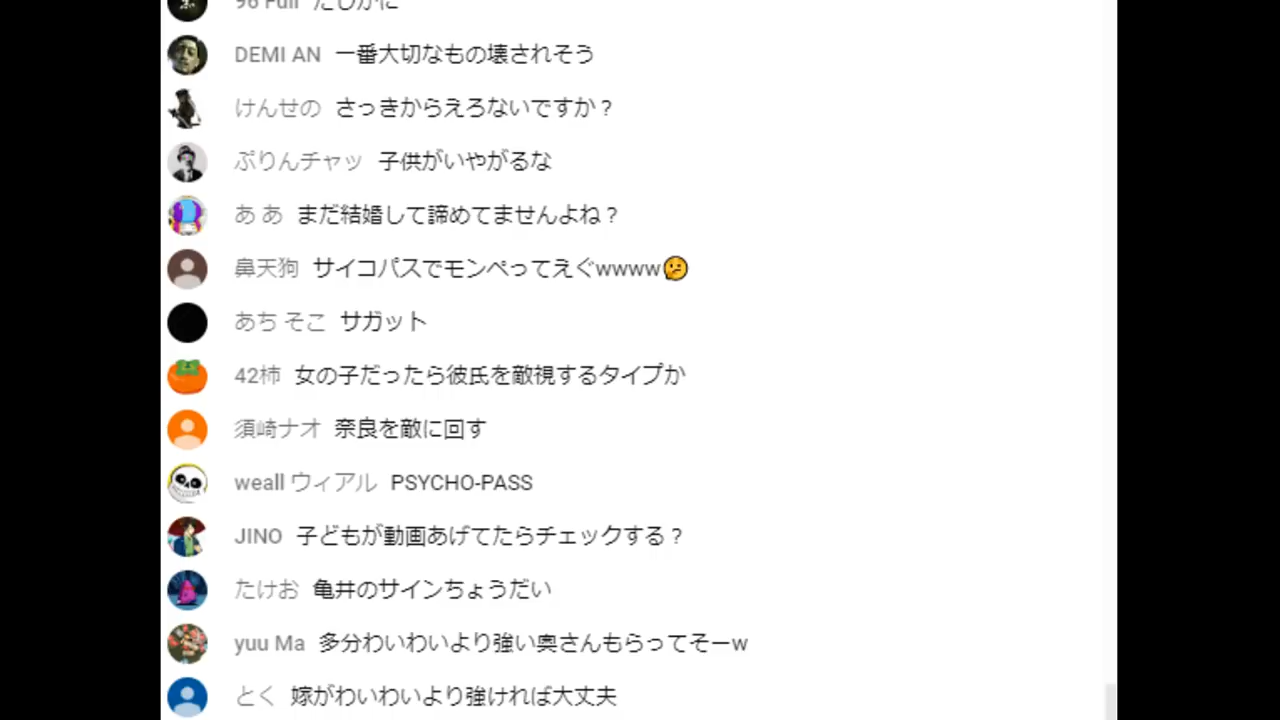 96 Full たしかに
DEMI AN 一番大切なもの壊されそう
けんせの さっきからえろないですか？
ぷりんチャッ 子供がいやがるな
あ あ まだ結婚して諦めてませんよね？
鼻天狗 サイコパスでモンペってえぐwwww🫤
あち そこ サガット
42柿 女の子だったら彼氏を敵視するタイプか
須崎ナオ 奈良を敵に回す
weall ウィアル PSYCHO-PASS
JINO 子どもが動画あげてたらチェックする？
たけお 亀井のサインちょうだい
yuu Ma 多分わいわいより強い奥さんもらってそーw
とく 嫁がわいわいより強ければ大丈夫